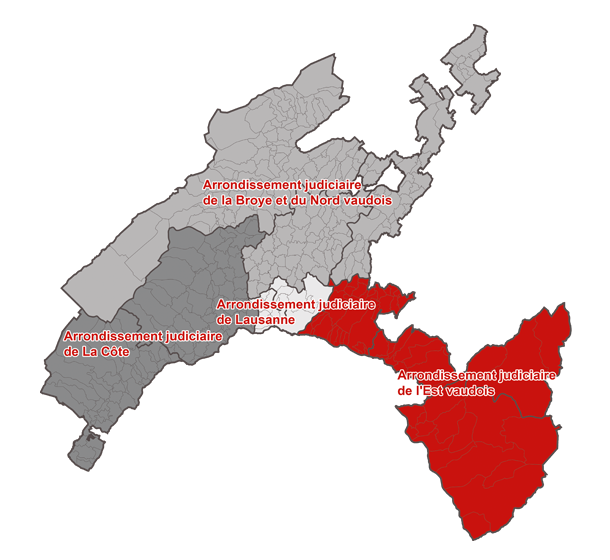 Arrondissement judiciaire
de la Broye et du Nord vaudois
Arrondissement judiciaire
de Lausanne
Arrondissement judiciaire
de La Côte
Arrondissement judiciaire
de l'Est vaudois